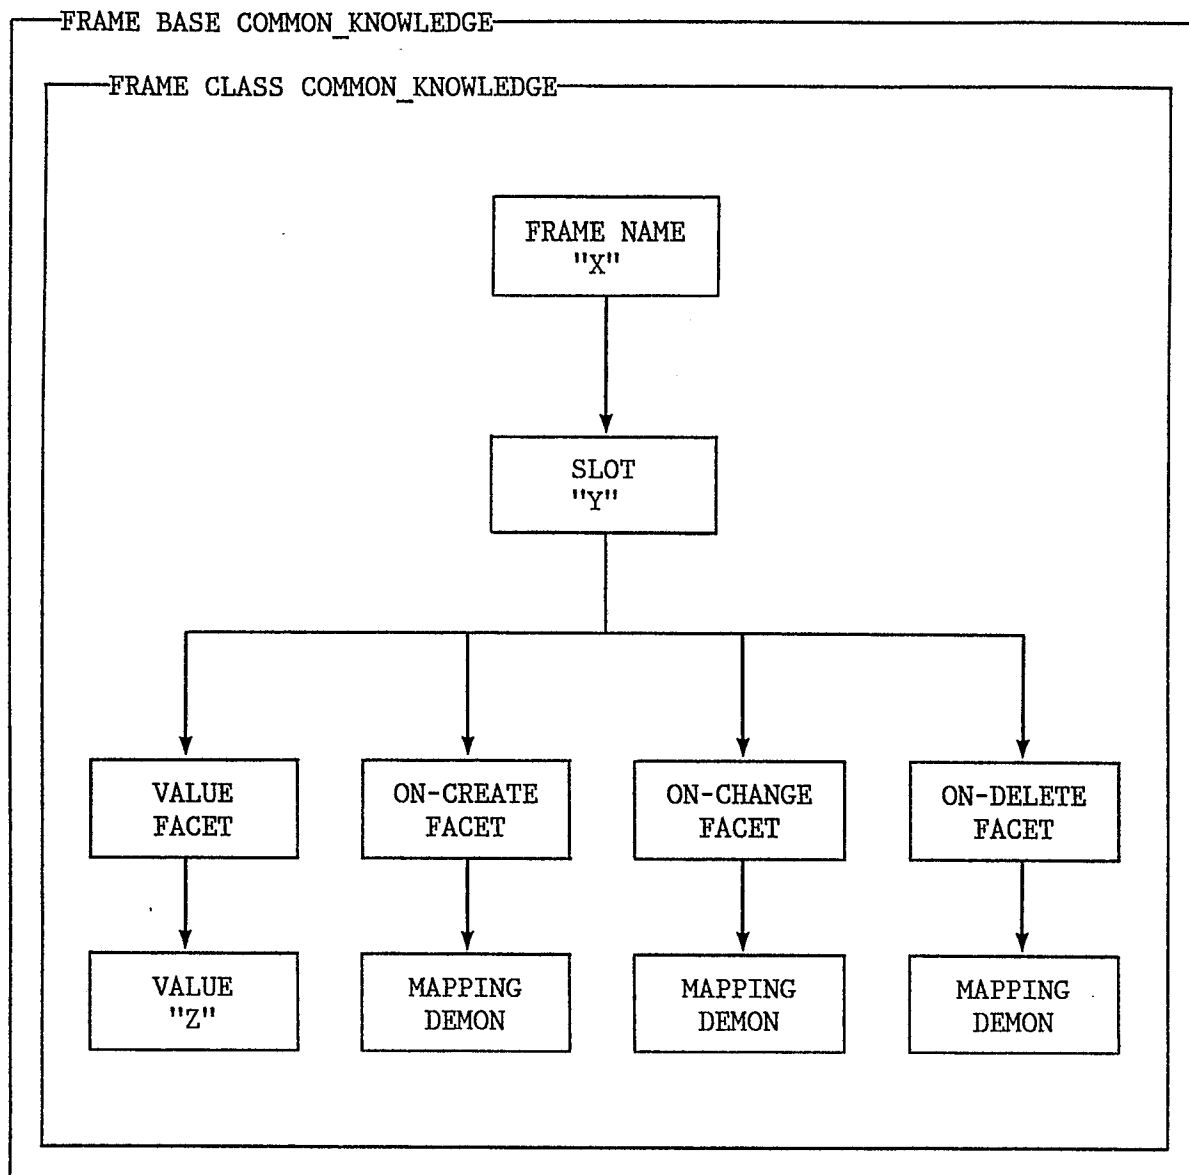 FRAME BASE COMMON_KNOWLEDGE
FRAME CLASS COMMON_KNOWLEDGE
FRAME NAME
"X"
SLOT
"Y"
VALUE
FACET
ON-CREATE
FACET
ON-CHANGE
FACET
ON-DELETE
FACET
VALUE
"Z"
MAPPING
DEMON
MAPPING
DEMON
MAPPING
DEMON